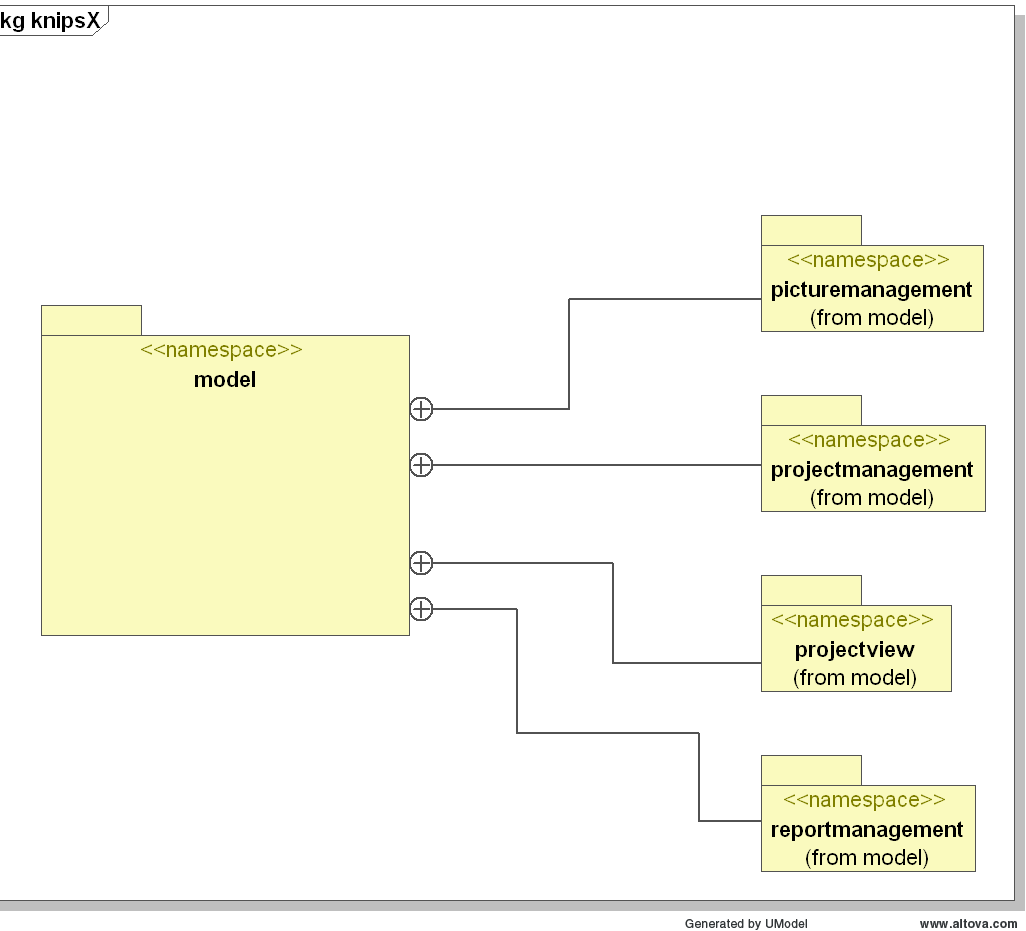 kg knipsX
<<namespace>>
picturemanagement
(from model)
<<namespace>>
model
<<namespace>>
projectmanagement
(from model)
<<namespace>>
projectview
(from model)
<<namespace>>
reportmanagement
(from model)
Generated by UModel
www.altova.com